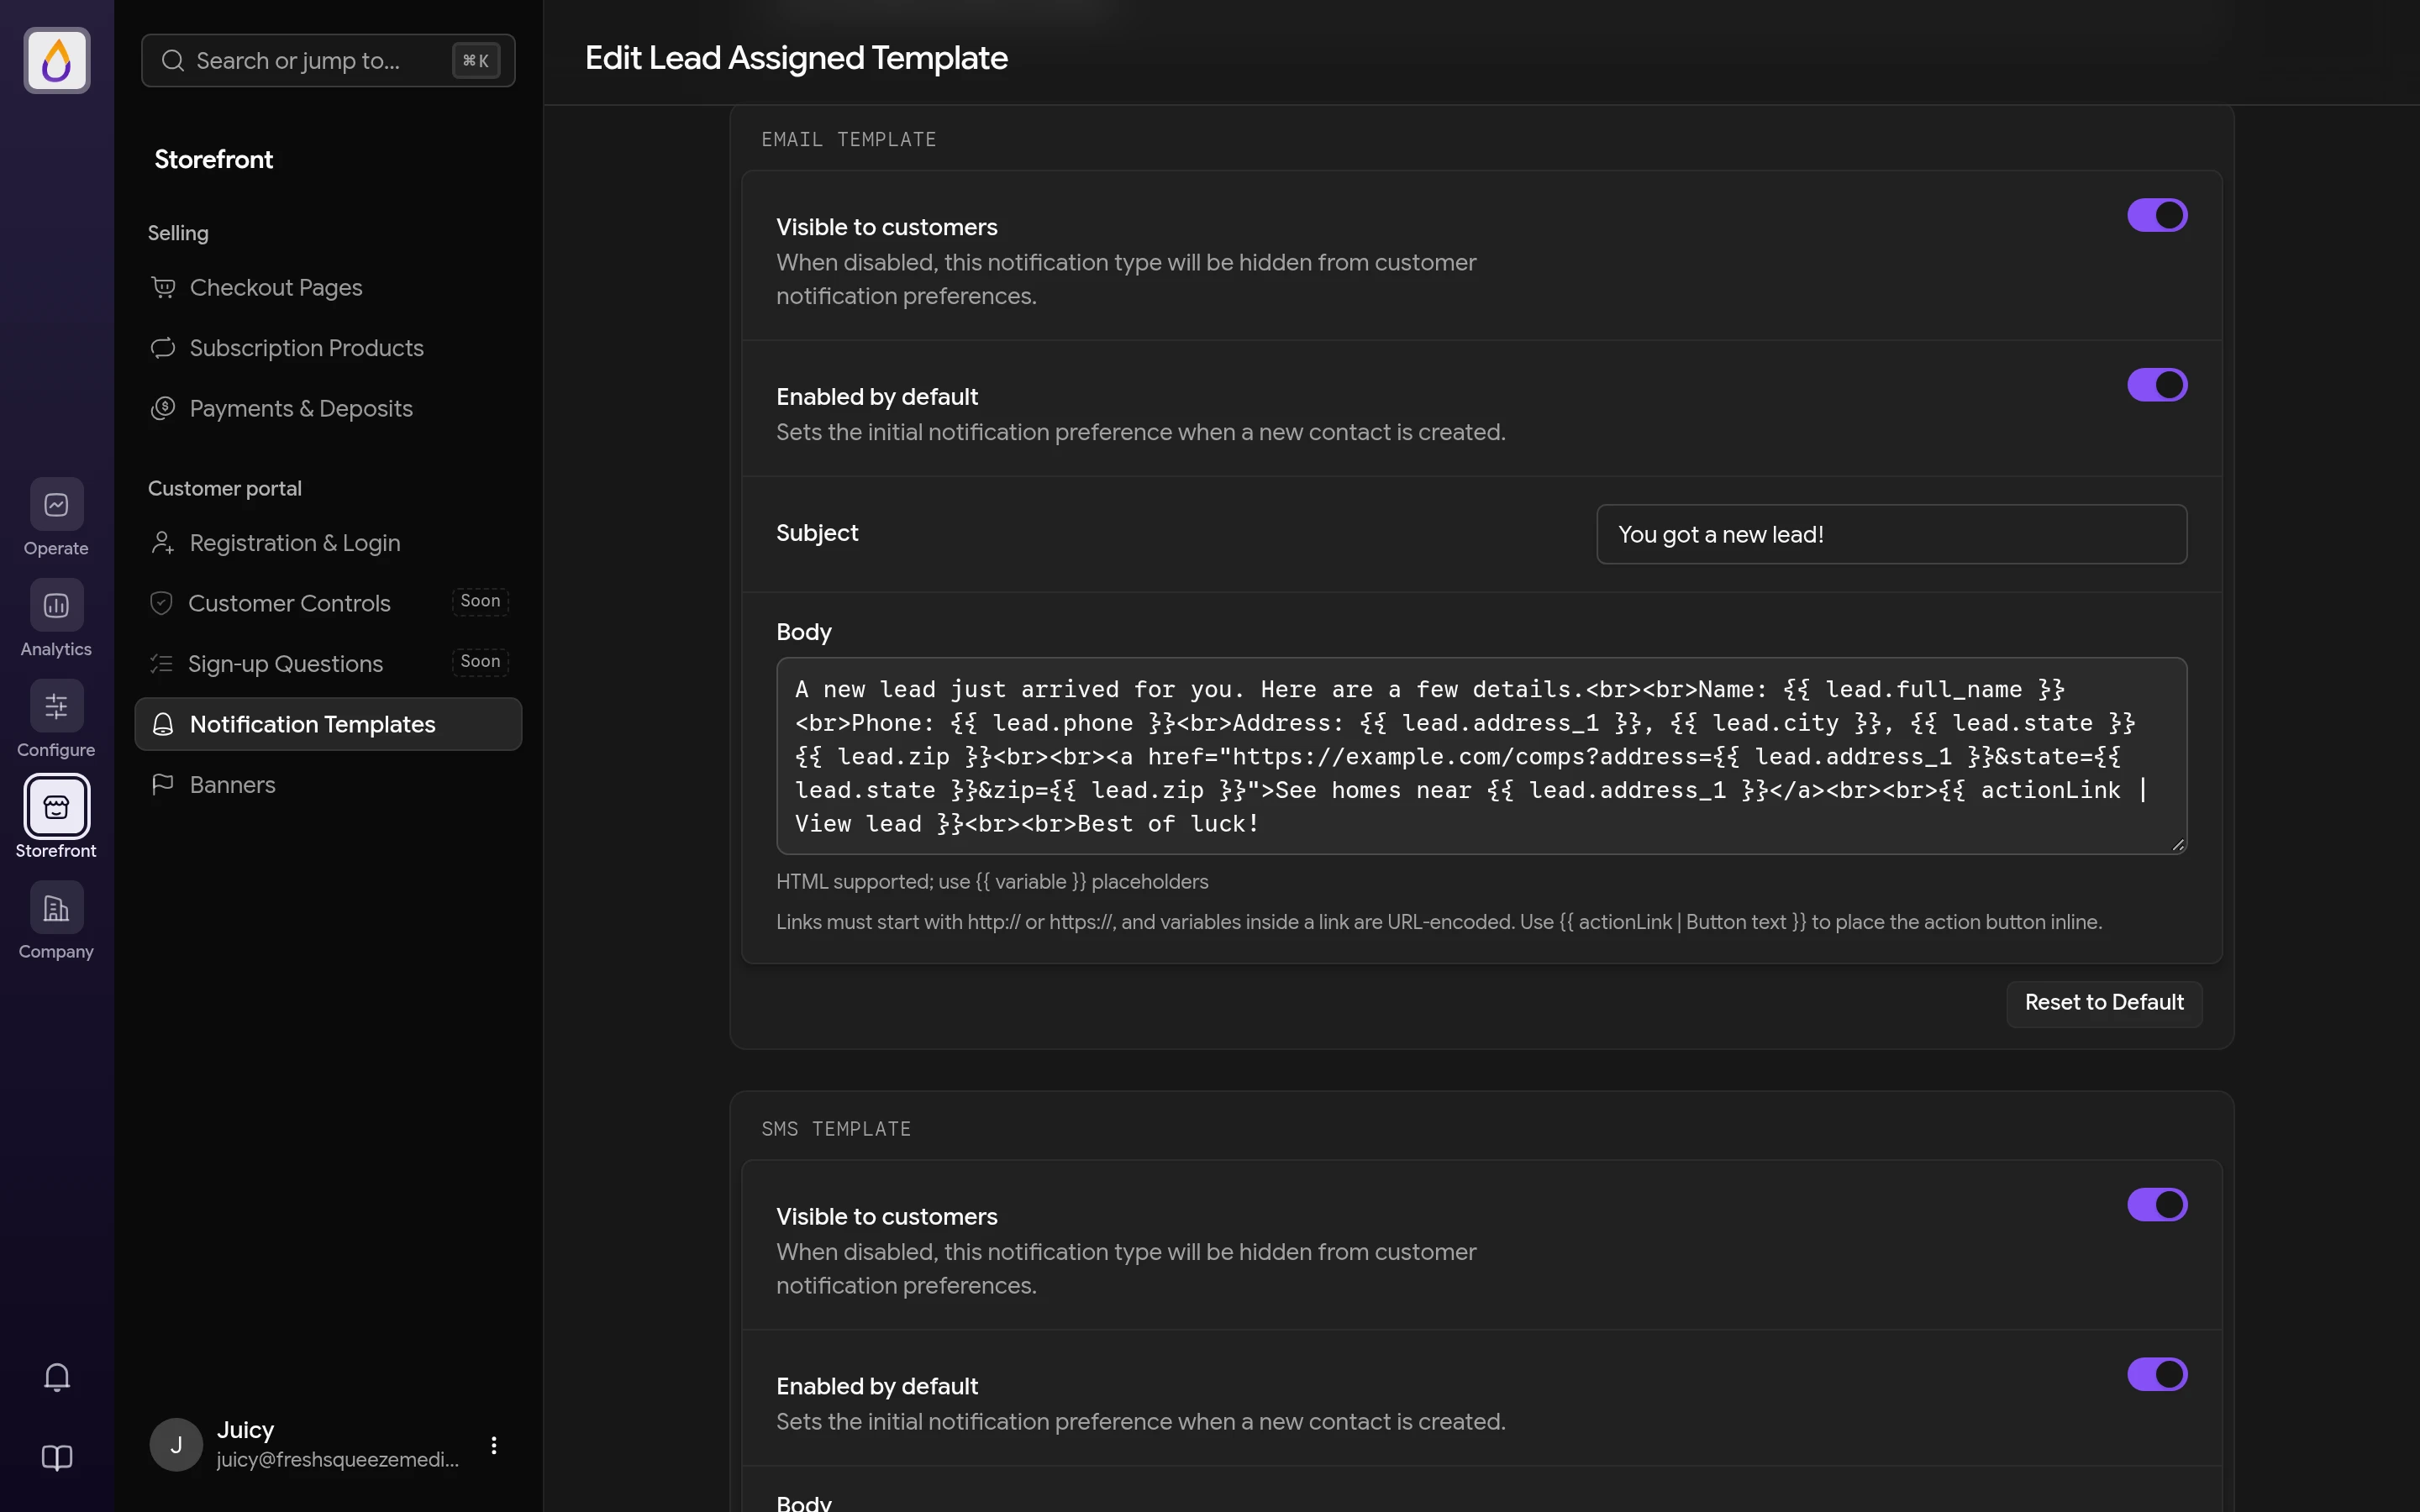 Search or jump to...
⌘ K
Storefront
Selling
Checkout Pages
Subscription Products
Payments & Deposits
Customer portal
Registration & Login
Customer Controls
Soon
Sign-up Questions
Soon
Notification Templates
Banners
Operate
Analytics
Configure
Storefront
Company
J
Juicy
juicy@freshsqueezemedi...
Edit Lead Assigned Template
EMAIL TEMPLATE
Visible to customers
When disabled, this notification type will be hidden from customer
notification preferences.
Enabled by default
Sets the initial notification preference when a new contact is created.
Subject
You got a new lead!
Body
A new lead just arrived for you. Here are a few details.<br><br>Name: {{ lead.full_name }}
<br>Phone: {{ lead.phone }}<br>Address: {{ lead.address_1 }}, {{ lead.city }}, {{ lead.state }}
{{ lead.zip }}<br><br><a href="https://example.com/comps?address={{ lead.address_1 }}&state={{
lead.state }}&zip={{ lead.zip }}">See homes near {{ lead.address_1 }}</a><br><br>{{ actionLink |
View lead }}<br><br>Best of luck!
HTML supported; use {{ variable }} placeholders
Links must start with http:// or https://, and variables inside a link are URL-encoded. Use {{ actionLink | Button text }} to place the action button inline.
Reset to Default
SMS TEMPLATE
Visible to customers
When disabled, this notification type will be hidden from customer
notification preferences.
Enabled by default
Sets the initial notification preference when a new contact is created.
Body